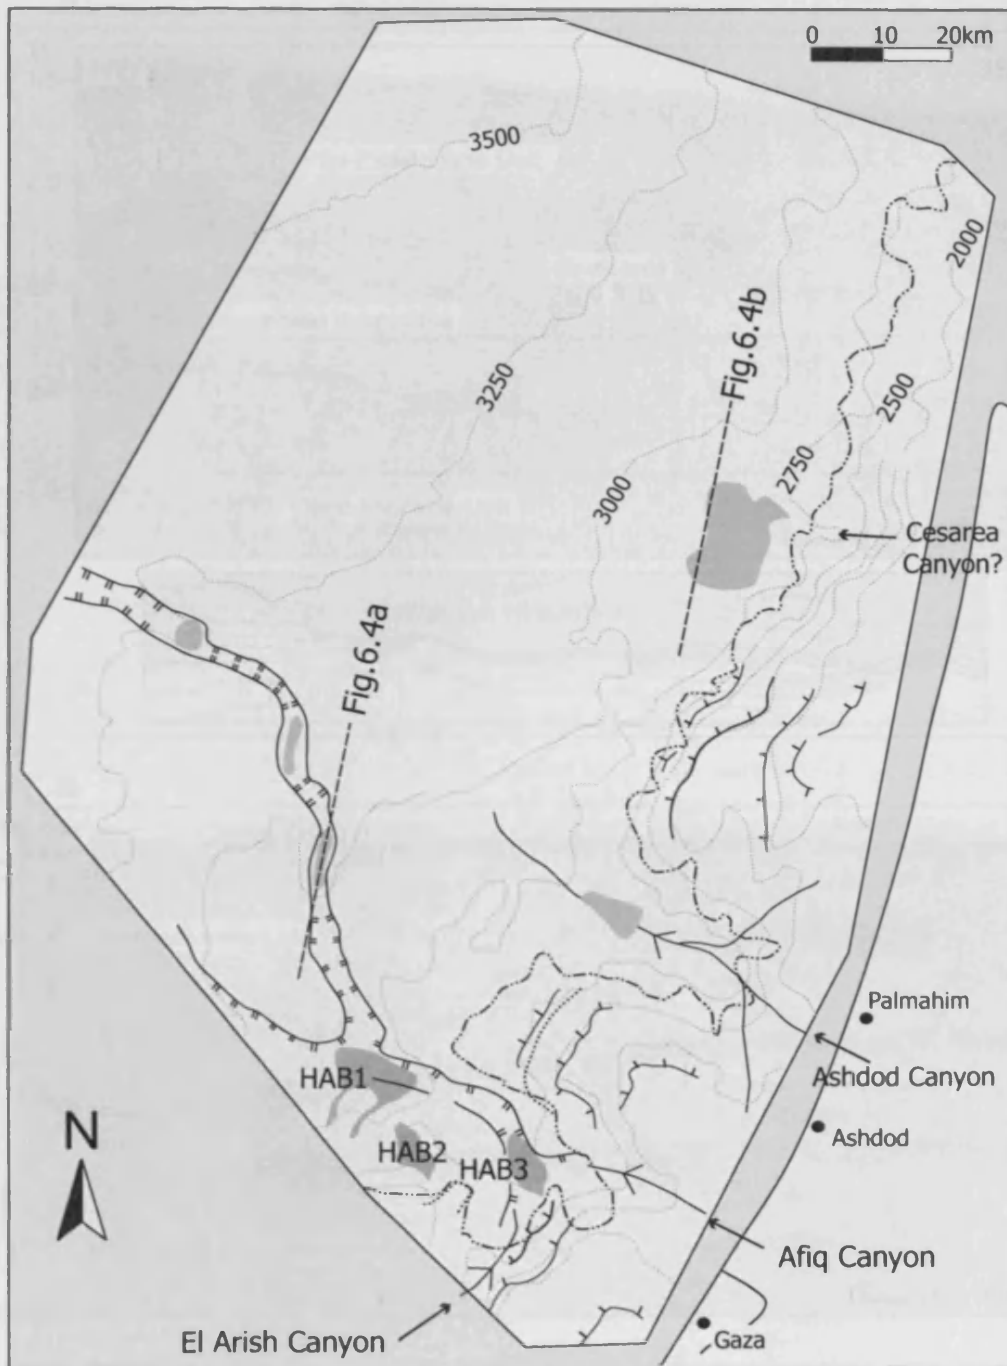 0 10 20km
3500
2000
Fig.6.4b
3250
2500
2750
3000
Cesarea
Canyon?
Fig.6.4a
Palmahim
HAB1
Ashdod Canyon
N
Ashdod
HAB2
HAB3
Afiq Canyon
El Arish Canyon
Gaza